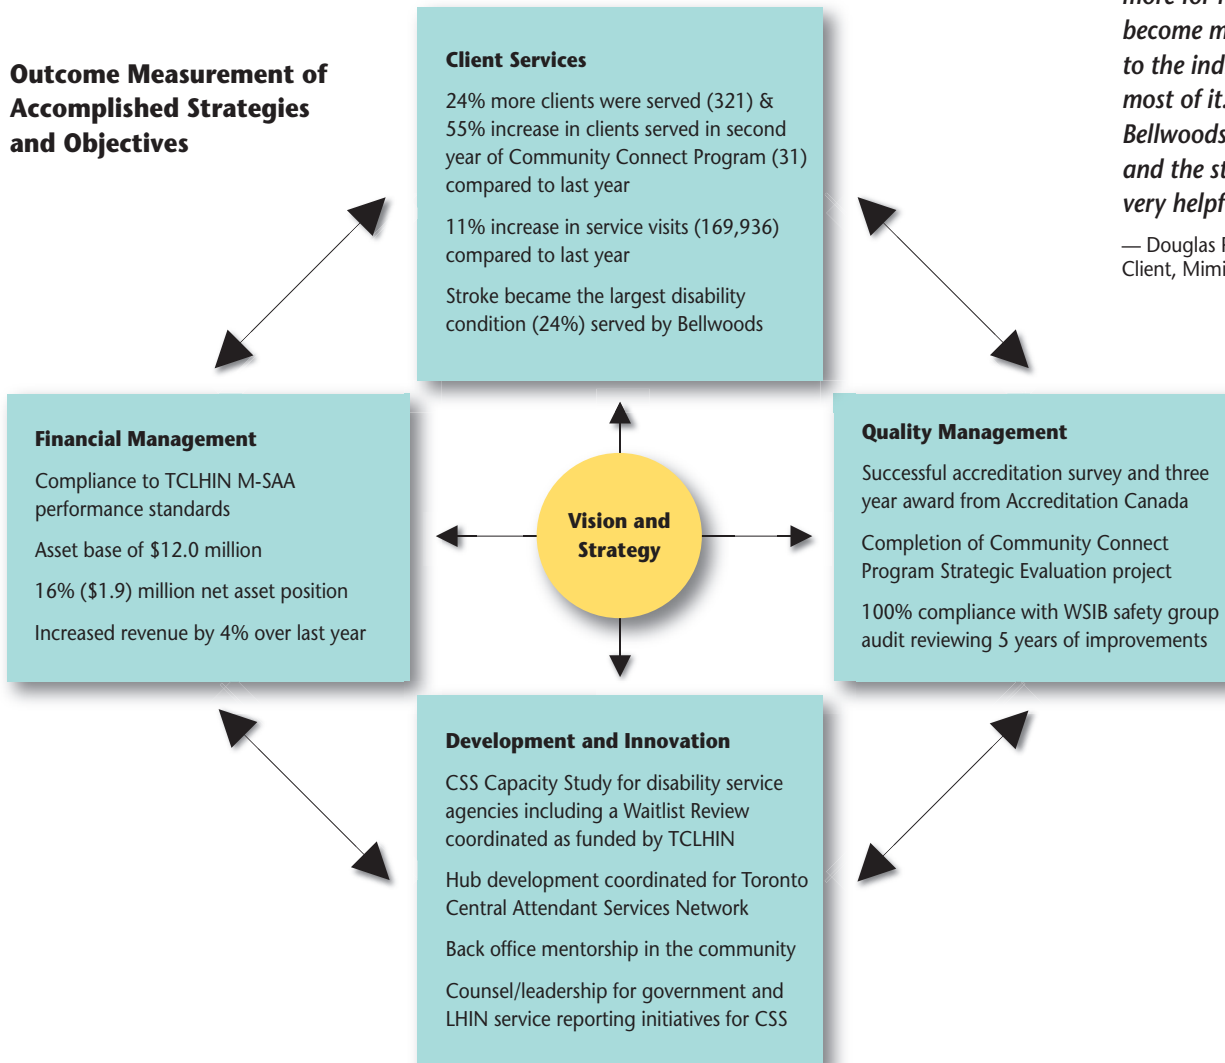 Outcome Measurement of
Accomplished Strategies
and Objectives
Client Services
24% more clients were served (321) &
55% increase in clients served in second
year of Community Connect Program (31)
compared to last year
11% increase in service visits (169,936)
compared to last year
Stroke became the largest disability
condition (24%) served by Bellwoods
more for
become
to the
most of it.
Bellwoods
and the
very
— Douglas
Client,
Financial Management
Compliance to TCLHIN M-SAA
performance standards
Asset base of $12.0 million
16% ($1.9) million net asset position
Increased revenue by 4% over last year
Vision and
Strategy
Quality Management
Successful accreditation survey and three
year award from Accreditation Canada
Completion of Community Connect
Program Strategic Evaluation project
100% compliance with WSIB safety group
audit reviewing 5 years of improvements
Development and Innovation
CSS Capacity Study for disability service
agencies including a Waitlist Review
coordinated as funded by TCLHIN
Hub development coordinated for Toronto
Central Attendant Services Network
Back office mentorship in the community
Counsel/leadership for government and
LHIN service reporting initiatives for CSS